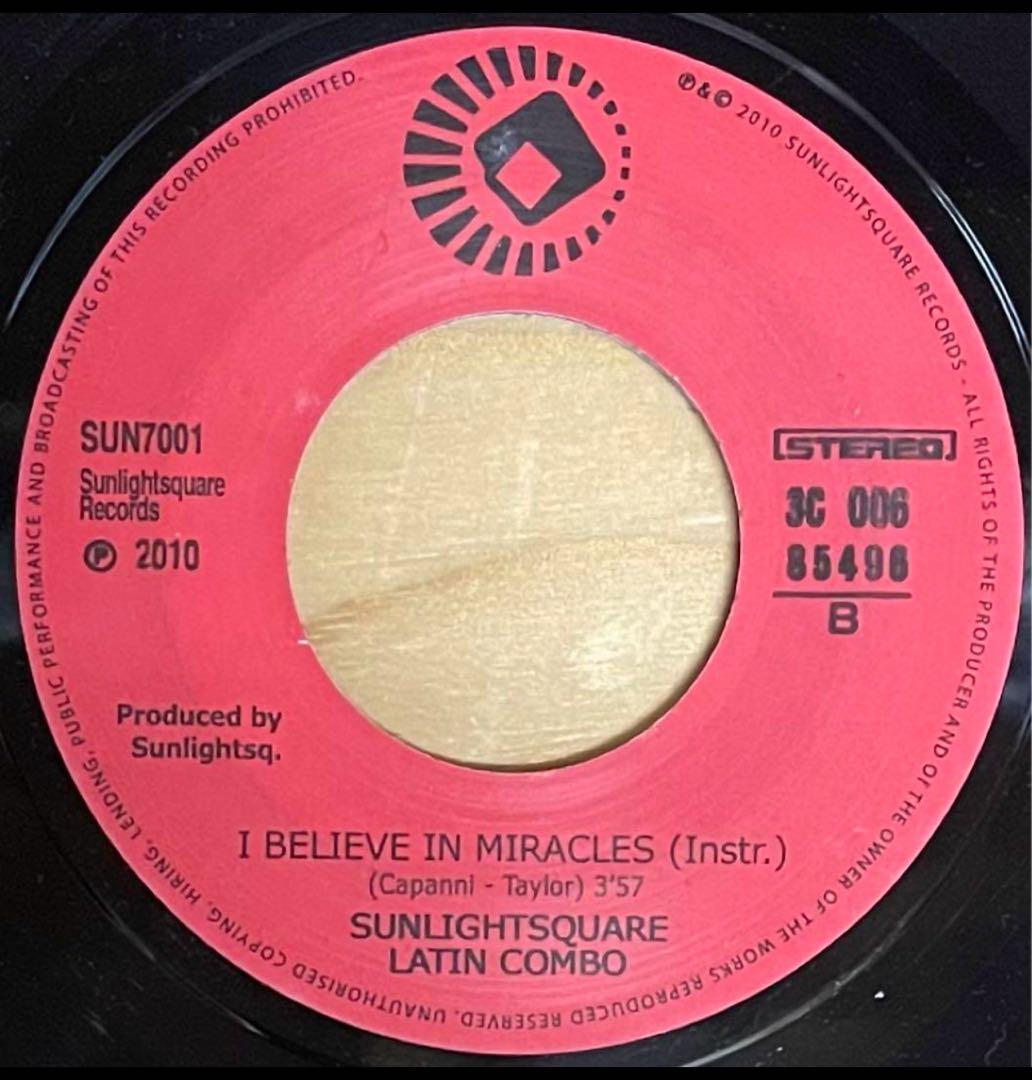 ℗ & © 2010 SUNLIGHTSQUARE RECORDS - ALL RIGHTS OF THE PRODUCER AND OF THE OWNER OF THE WORKS REPRODUCED RESERVED. UNAUTHORISED COPYING, HIRING, LENDING, PUBLIC PERFORMANCE AND BROADCASTING OF THIS RECORDING PROHIBITED.
SUN7001
Sunlightsquare
Records
℗ 2010
STEREO
3C 006
85496
B
Produced by
Sunlightsq.
I BELIEVE IN MIRACLES (Instr.)
(Capanni - Taylor) 3'57
SUNLIGHTSQUARE
LATIN COMBO